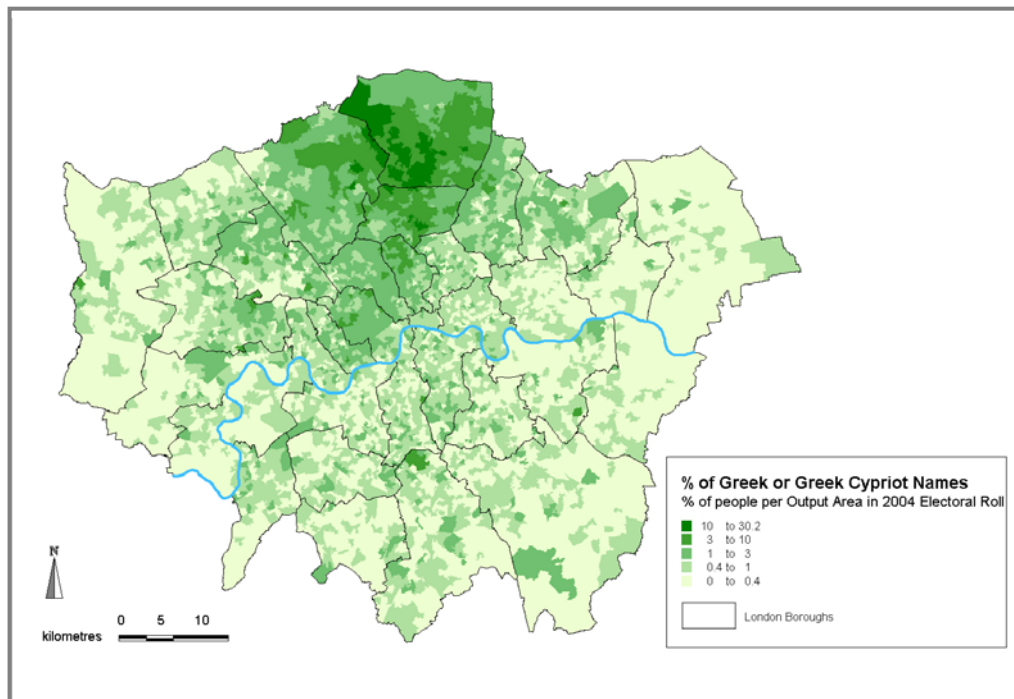 % of Greek or Greek Cypriot Names
% of people per Output Area in 2004 Electoral Roll
10 to 30.2
3 to 10
1 to 3
0.4 to 1
0 to 0.4
London Boroughs
N
0 5 10
kilometres